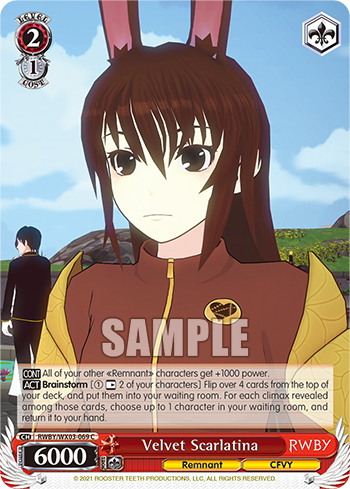 LEVEL
2
1
COST
SAMPLE
CONT All of your other «Remnant» characters get +1000 power.
ACT Brainstorm [① 2 of your characters] Flip over 4 cards from the top of
your deck, and put them into your waiting room. For each climax revealed
among those cards, choose up to 1 character in your waiting room, and
return it to your hand.
CH RWBY/WX03-069 C
POWER
6000
Velvet Scarlatina
RWBY
Remnant
CFVY
© 2021 ROOSTER TEETH PRODUCTIONS, LLC, ALL RIGHTS RESERVED.